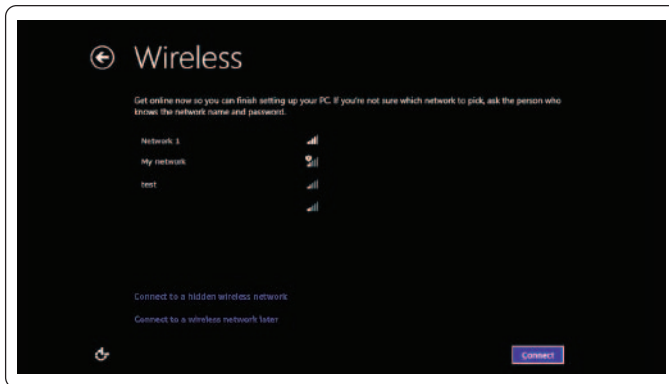 Wireless
Get online now so you can finish setting up your PC. If you're not sure which network to pick, ask the person who
knows the network name and password.
Network 1
My network
test
Connect to a hidden wireless network
Connect to a wireless network later
Connect